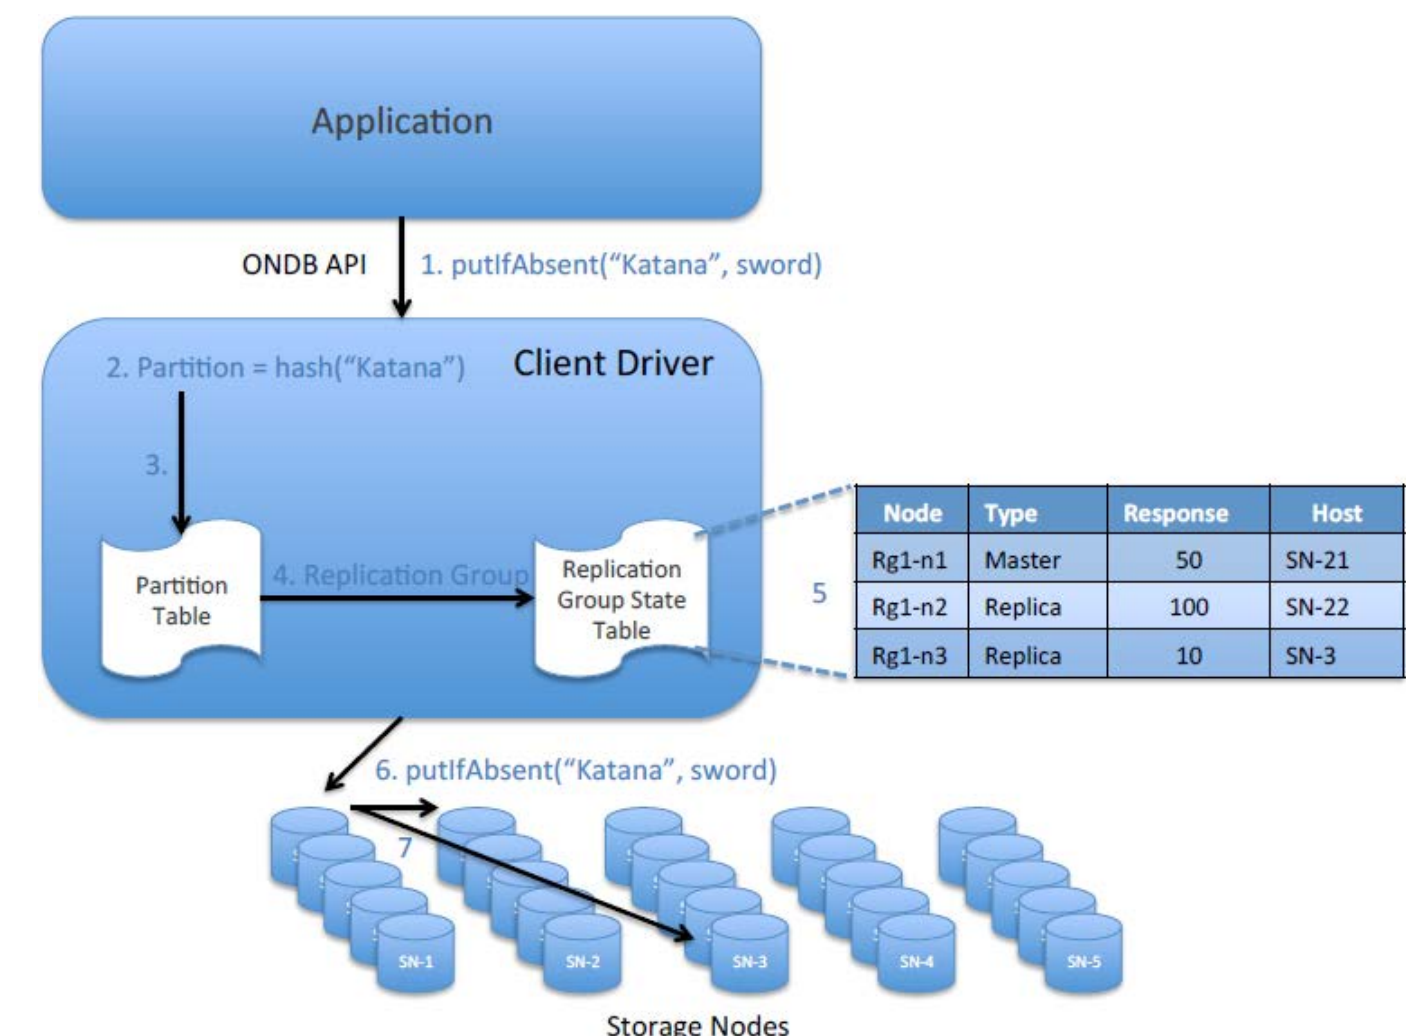 Application
ONDB API
1. putIfAbsent(“Katana”, sword)
2. Partition = hash(“Katana”)
Client Driver
3.
Partition
Table
4. Replication Group
Replication
Group State
Table
5
Node Type Response Host
Rg1-n1 Master 50 SN-21
Rg1-n2 Replica 100 SN-22
Rg1-n3 Replica 10 SN-3
6. putIfAbsent(“Katana”, sword)
7
SN-1 SN-2 SN-3 SN-4 SN-5
Storage Nodes